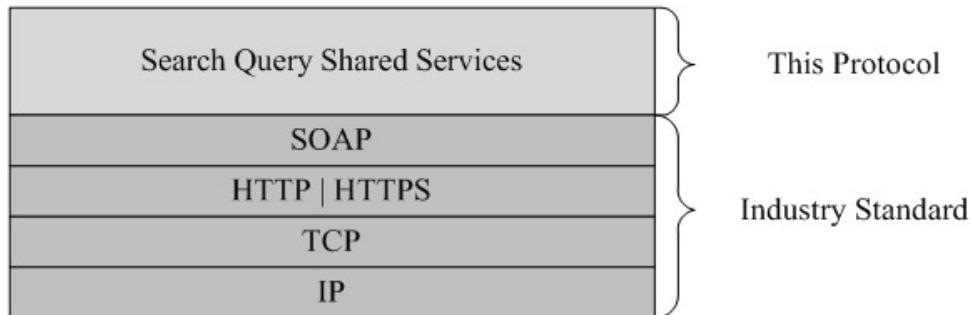 Search Query Shared Services
This Protocol
SOAP
HTTP | HTTPS
Industry Standard
TCP
IP